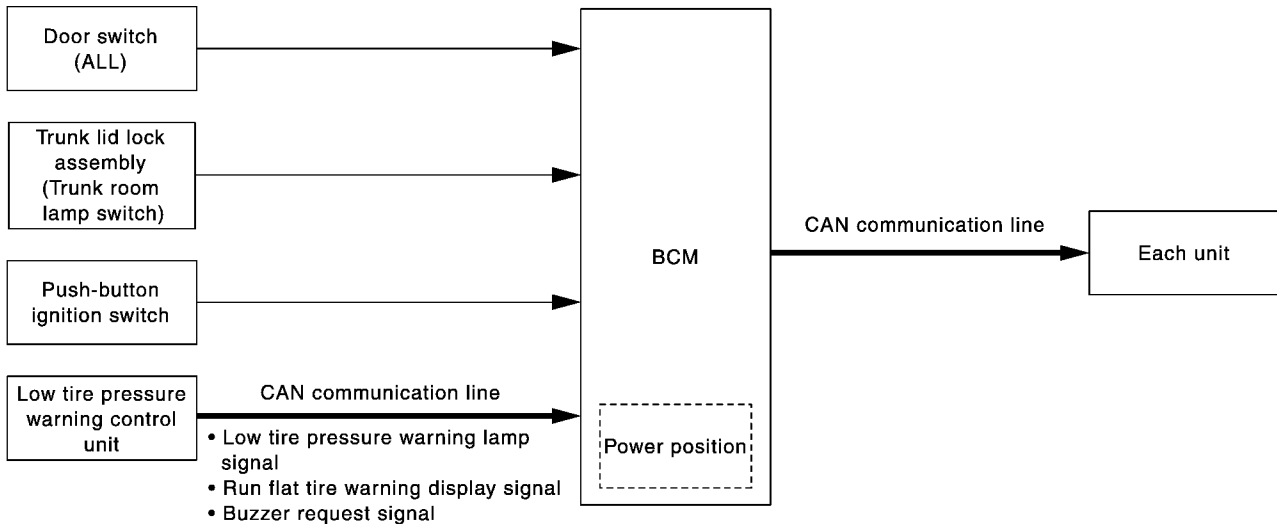 Door switch
(ALL)
Trunk lid lock
assembly
(Trunk room
lamp switch)
Push-button
ignition switch
Low tire pressure
warning control
unit
CAN communication line
• Low tire pressure warning lamp
signal
• Run flat tire warning display signal
• Buzzer request signal
BCM
Power position
CAN communication line
Each unit